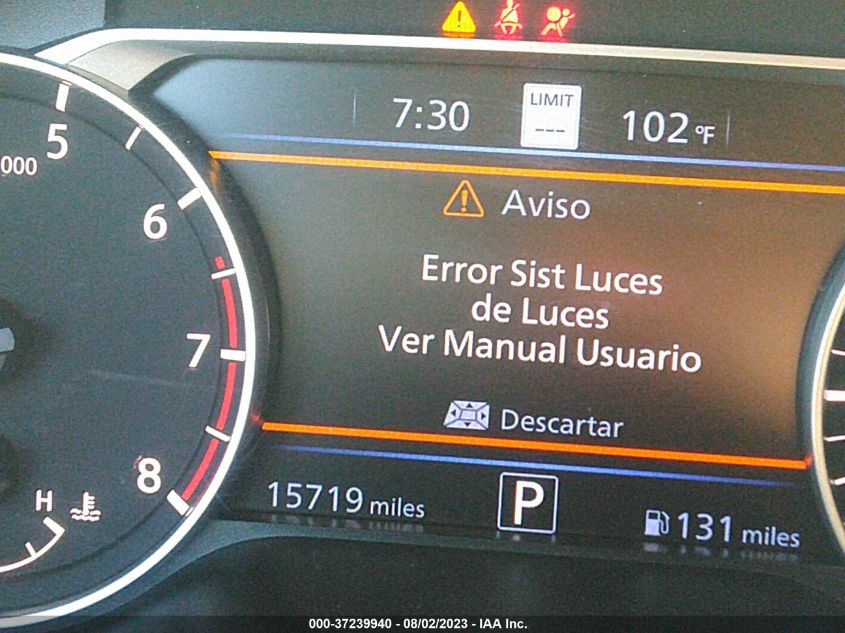 7:30
LIMIT
---
102 °F
5
000
6
7
8
H
Aviso
Error Sist Luces
de Luces
Ver Manual Usuario
Descartar
15719 miles
P
131 miles
000-37239940 - 08/02/2023 - IAA Inc.